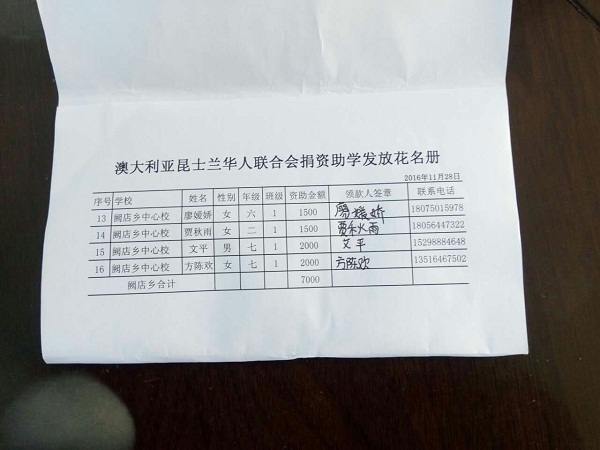 澳大利亚昆士兰华人联合会捐资助学发放花名册
2016年11月28日
序号 学校 姓名 性别 年级 班级 资助金额 领款人签章 联系电话
13 阙店乡中心校 廖嫒娇 女 六 1 1500 廖媛娇 18075015978
14 阙店乡中心校 贾秋雨 女 二 1 1500 贾秋雨 18056447322
15 阙店乡中心校 文平 男 七 1 2000 文平 15298884648
16 阙店乡中心校 方陈欢 女 七 1 2000 方陈欢 13516467502
阙店乡合计 7000